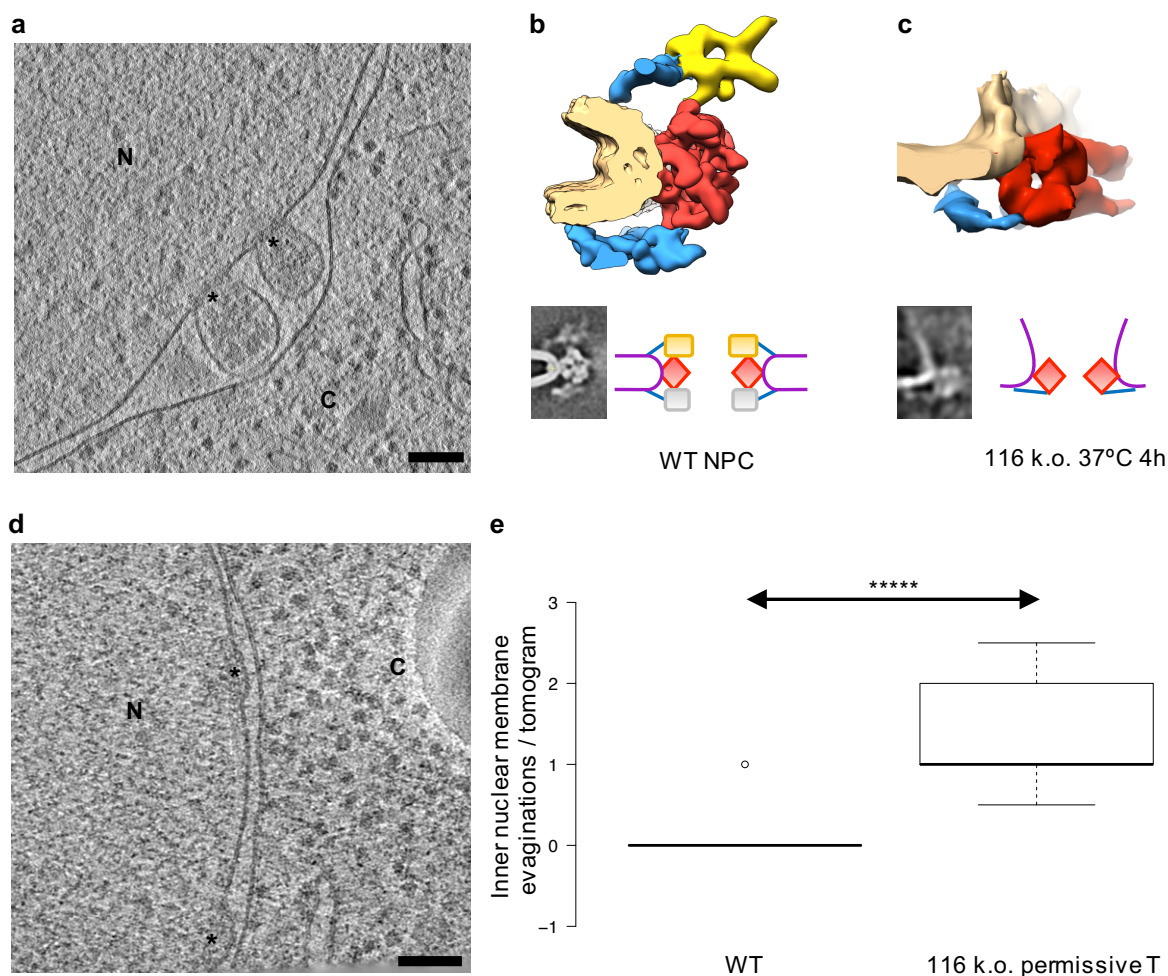 a
N
*
*
C
b
WT NPC
c
116 k.o. 37ºC 4h
d
N
*
*
C
e
Inner nuclear membrane
evaginations / tomogram
*****
3
2
1
0
−1
WT
116 k.o. permissive T